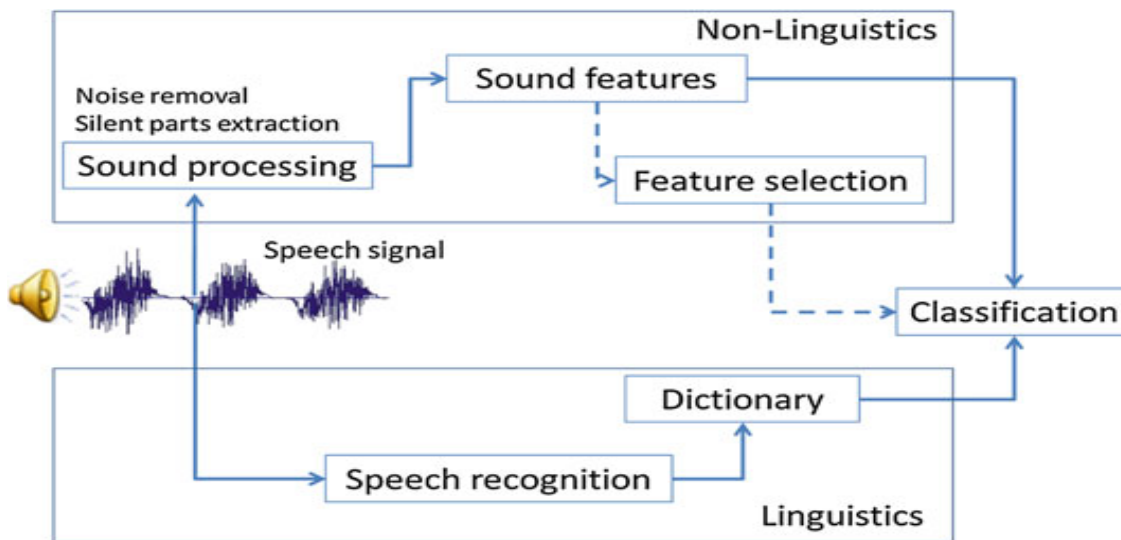 Non-Linguistics
Sound features
Noise removal
Silent parts extraction
Sound processing
Feature selection
Speech signal
Classification
Dictionary
Speech recognition
Linguistics